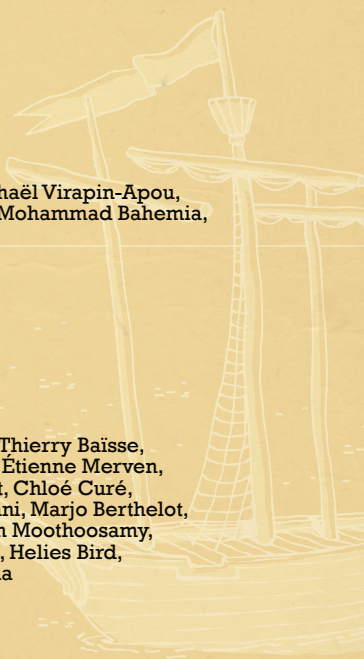 haël Virapin-Apou,
Mohammad Bahemia,
Thierry Baïsse,
Étienne Merven,
t, Chloé Curé,
ni, Marjo Berthelot,
n Moothoosamy,
, Helies Bird,
a